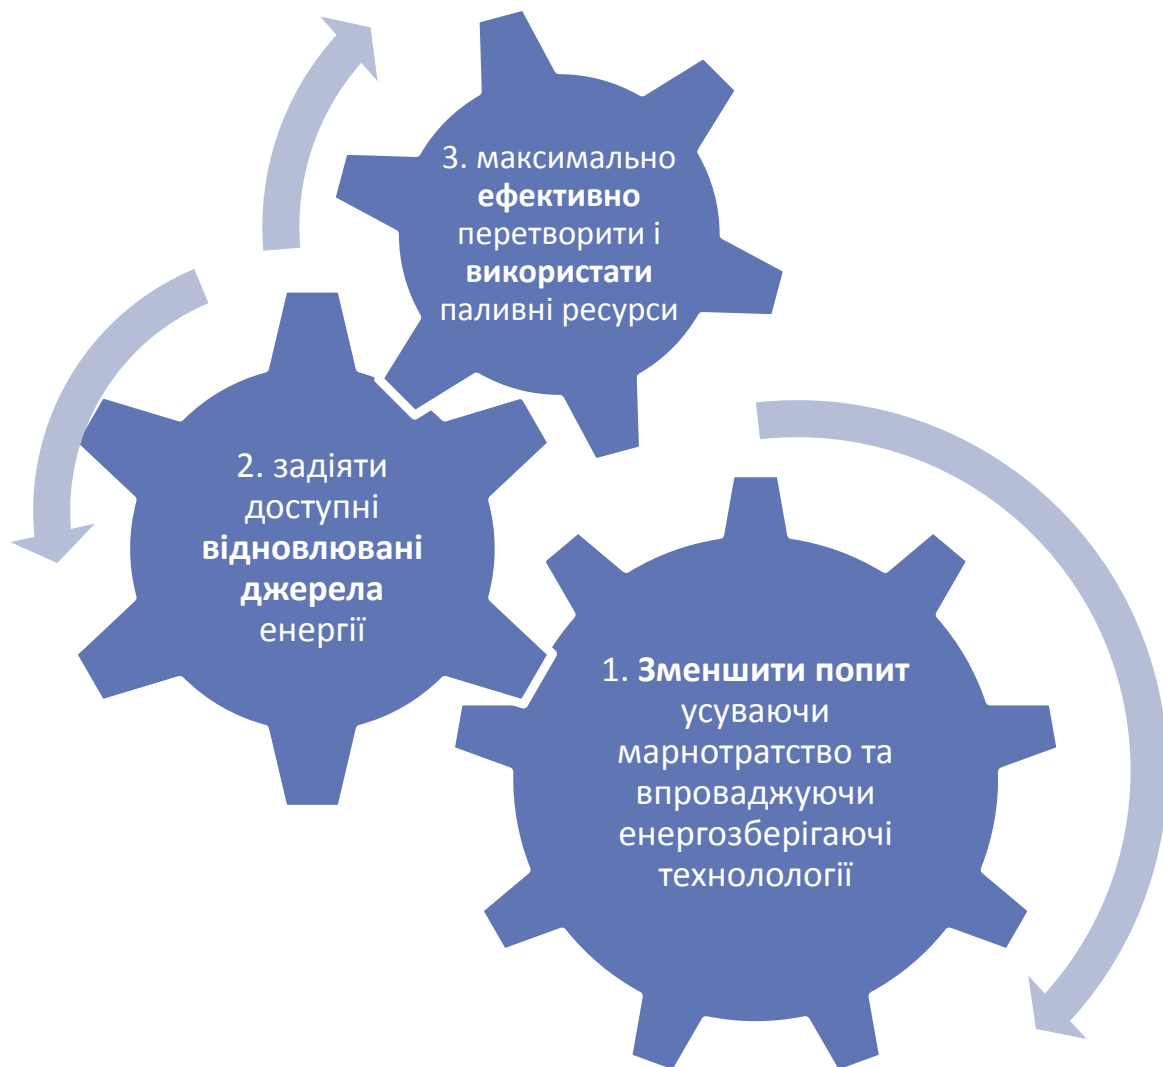 3. максимально
ефективно
перетворити і
використати
паливні ресурси
2. задіяти
доступні
відновлювані
джерела
енергії
1. Зменшити попит
усуваючи
марнотратство та
впроваджуючи
енергозберігаючі
технолології